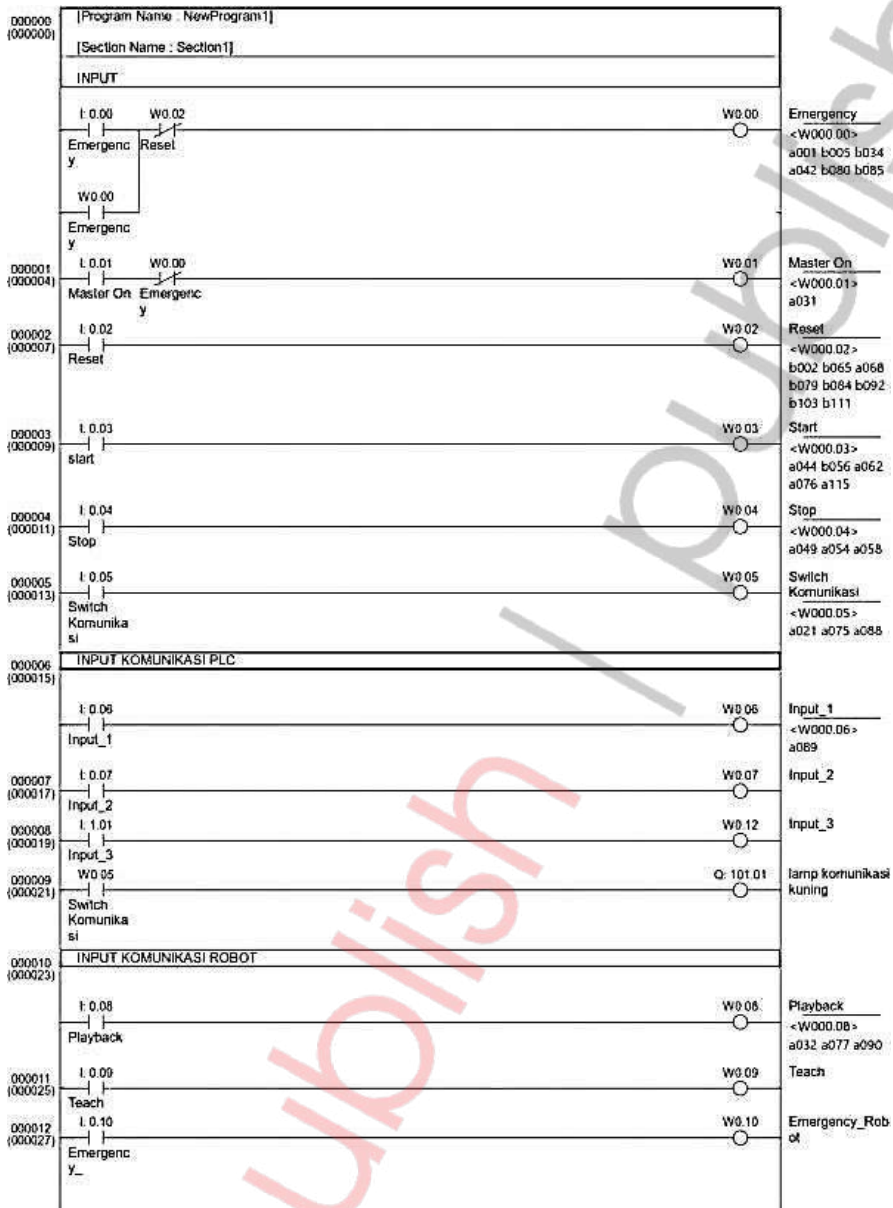 000000
(000000)
[Program Name : NewProgram1]
[Section Name : Section1]
INPUT
I: 0.00 W0.02 W0.00 Emergency
Emergenc Reset <W000.00>
y a001 b005 b034
a042 b080 b085
W0.00
Emergenc
y
000001
(000004)
I: 0.01 W0.00 W0.01 Master On
Master On Emergenc <W000.01>
y a031
000002
(000007)
I: 0.02 W0.02 Reset
Reset <W000.02>
b002 b065 a068
b079 b084 b092
b103 b111
000003
(000009)
I: 0.03 W0.03 Start
start <W000.03>
a044 b056 a062
a076 a115
000004
(000011)
I: 0.04 W0.04 Stop
Stop <W000.04>
a049 a054 a058
000005
(000013)
I: 0.05 W0.05 Switch
Switch Komunikasi
Komunika <W000.05>
si a021 a075 a088
000006
(000015)
INPUT KOMUNIKASI PLC
I: 0.06 W0.06 Input_1
Input_1 <W000.06>
a089
000007
(000017)
I: 0.07 W0.07 Input_2
Input_2
000008
(000019)
I: 1.01 W0.12 Input_3
Input_3
000009
(000021)
W0.05 Q: 101.01 lamp komunikasi
Switch kuning
Komunika
si
000010
(000023)
INPUT KOMUNIKASI ROBOT
I: 0.08 W0.08 Playback
Playback <W000.08>
a032 a077 a090
000011
(000025)
I: 0.09 W0.09 Teach
Teach
000012
(000027)
I: 0.10 W0.10 Emergency_Rob
Emergenc ot
y_
ublish | publish